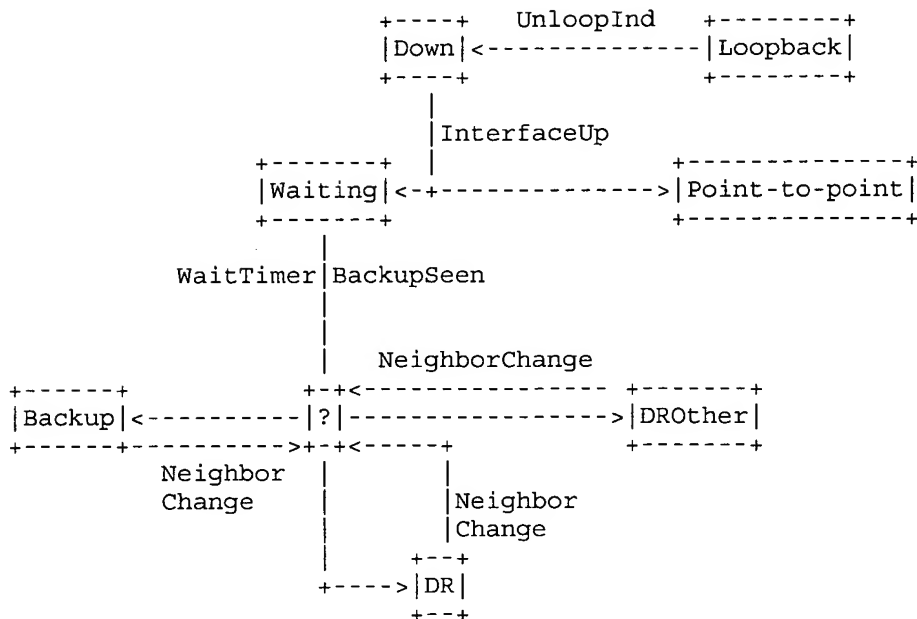 UnloopInd
Down
Loopback
InterfaceUp
Waiting
Point-to-point
WaitTimer BackupSeen
NeighborChange
Backup
?
DROther
Neighbor
Change
Neighbor
Change
DR